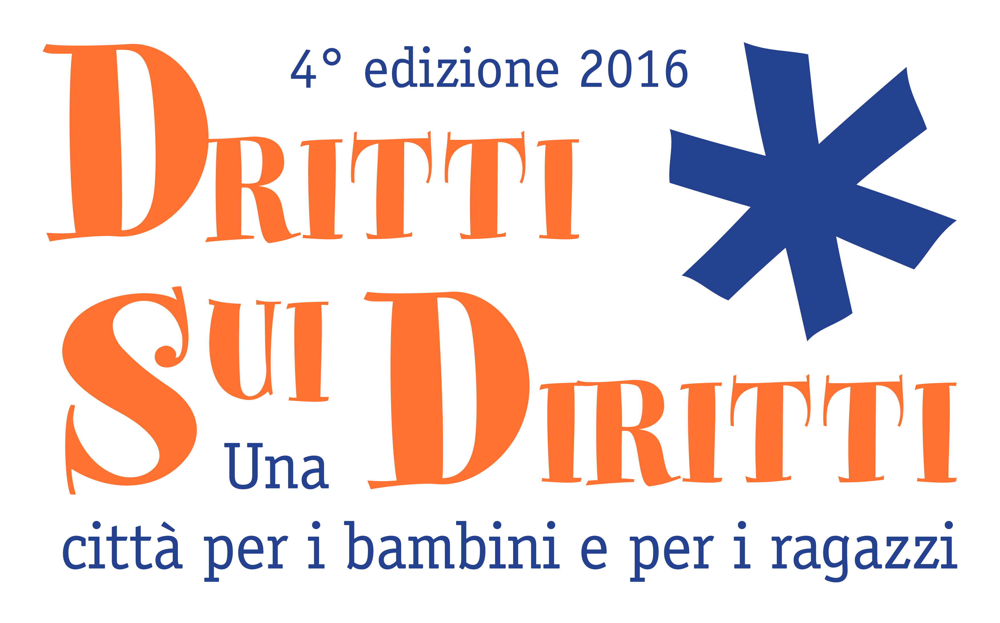 4° edizione 2016
DRITTI
SUI DIRITTI
Una
città per i bambini e per i ragazzi